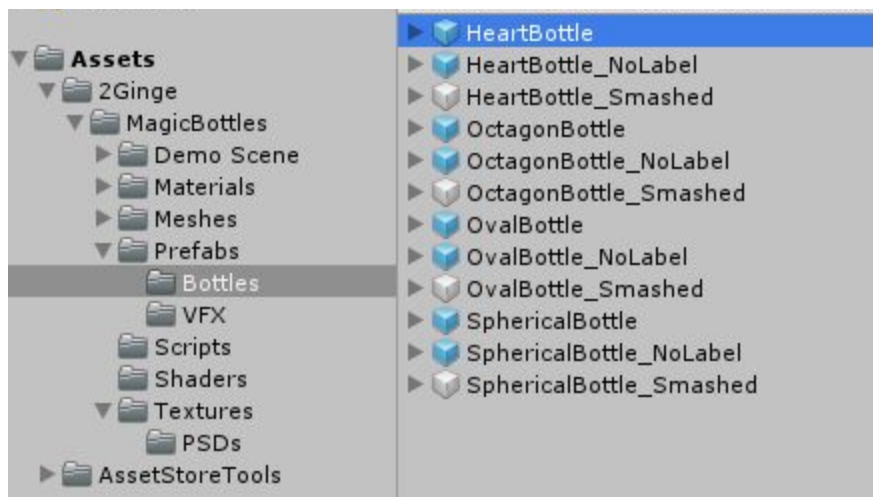 Assets
2Ginge
MagicBottles
Demo Scene
Materials
Meshes
Prefabs
Bottles
VFX
Scripts
Shaders
Textures
PSDs
AssetStoreTools
HeartBottle
HeartBottle_NoLabel
HeartBottle_Smashed
OctagonBottle
OctagonBottle_NoLabel
OctagonBottle_Smashed
OvalBottle
OvalBottle_NoLabel
OvalBottle_Smashed
SphericalBottle
SphericalBottle_NoLabel
SphericalBottle_Smashed